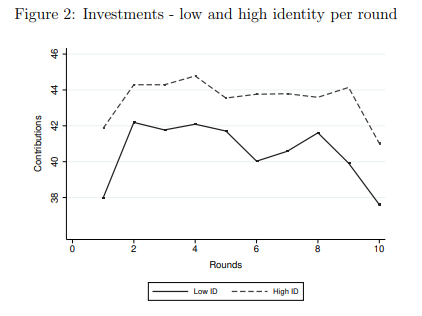 Figure 2: Investments - low and high identity per round
46
44
42
40
38
Contributions
0 2 4 6 8 10
Rounds
Low ID High ID